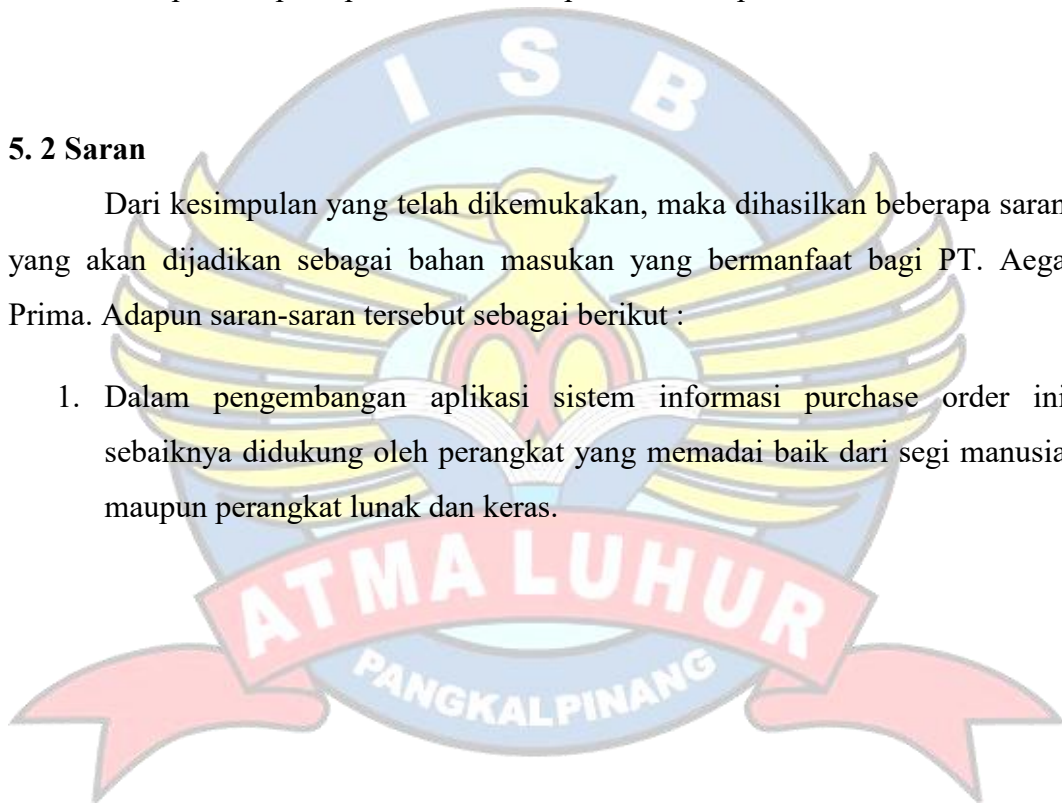 5. 2 Saran
Dari kesimpulan yang telah dikemukakan, maka dihasilkan beberapa saran
yang akan dijadikan sebagai bahan masukan yang bermanfaat bagi PT. Aega
Prima. Adapun saran-saran tersebut sebagai berikut :
1. Dalam pengembangan aplikasi sistem informasi purchase order ini
sebaiknya didukung oleh perangkat yang memadai baik dari segi manusia
maupun perangkat lunak dan keras.
ISB
ATMA LUHUR
PANGKALPINANG